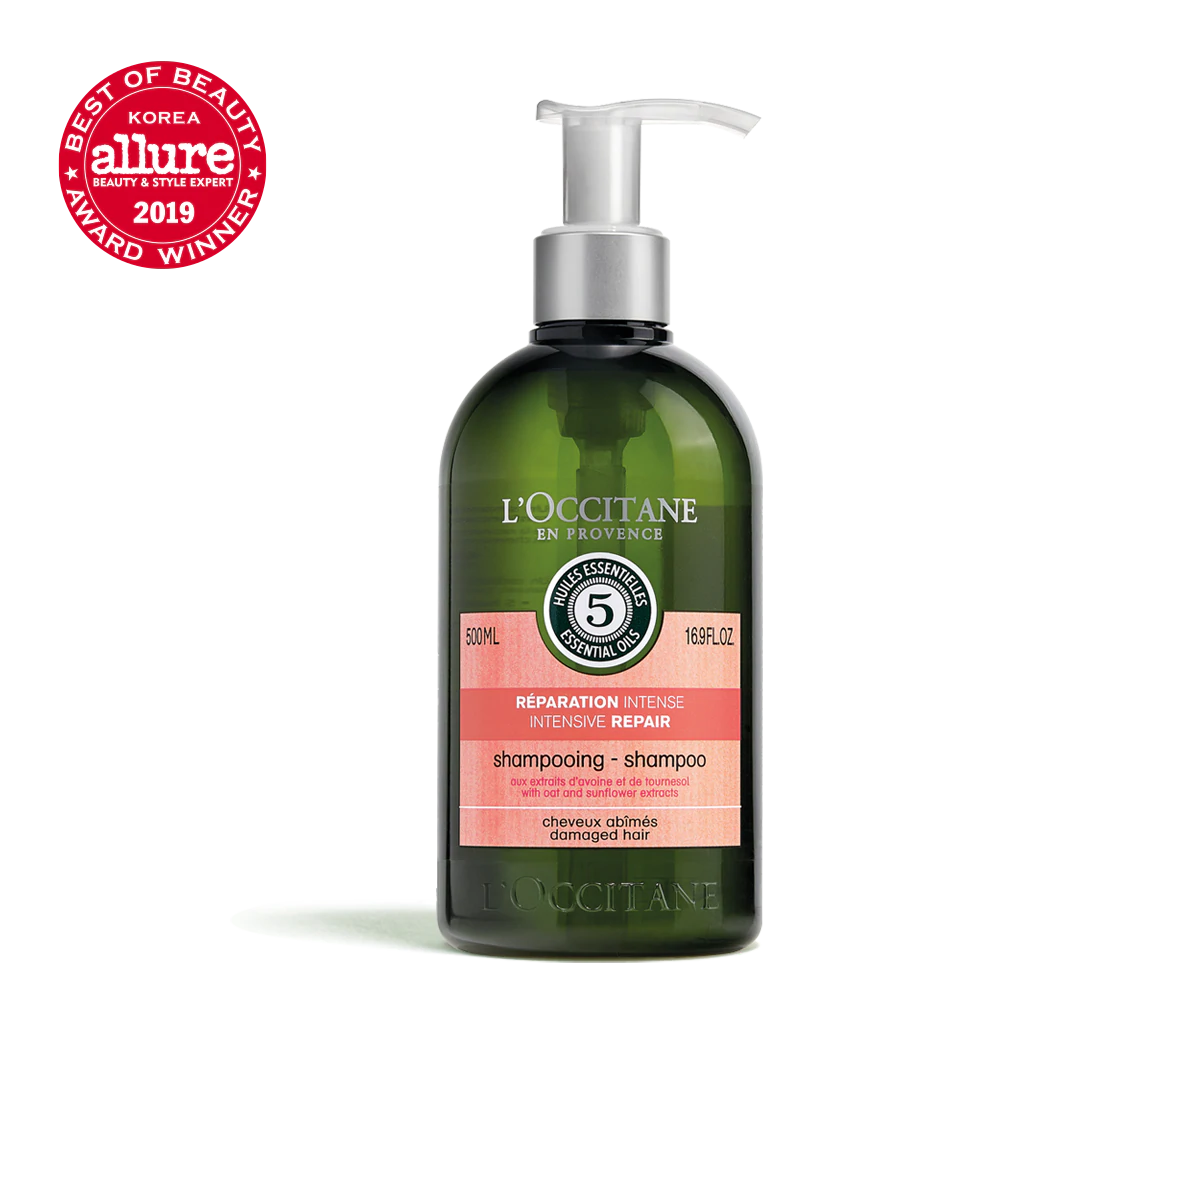 BEST OF BEAUTY
KOREA
allure
BEAUTY & STYLE EXPERT
2019
AWARD WINNER
L'OCCITANE
EN PROVENCE
HUILES ESSENTIELLES
5
ESSENTIAL OILS
500ML
16.9FL.OZ.
RÉPARATION INTENSE
INTENSIVE REPAIR
shampooing - shampoo
aux extraits d'avoine et de tournesol
with oat and sunflower extracts
cheveux abîmés
damaged hair
L'OCCITANE